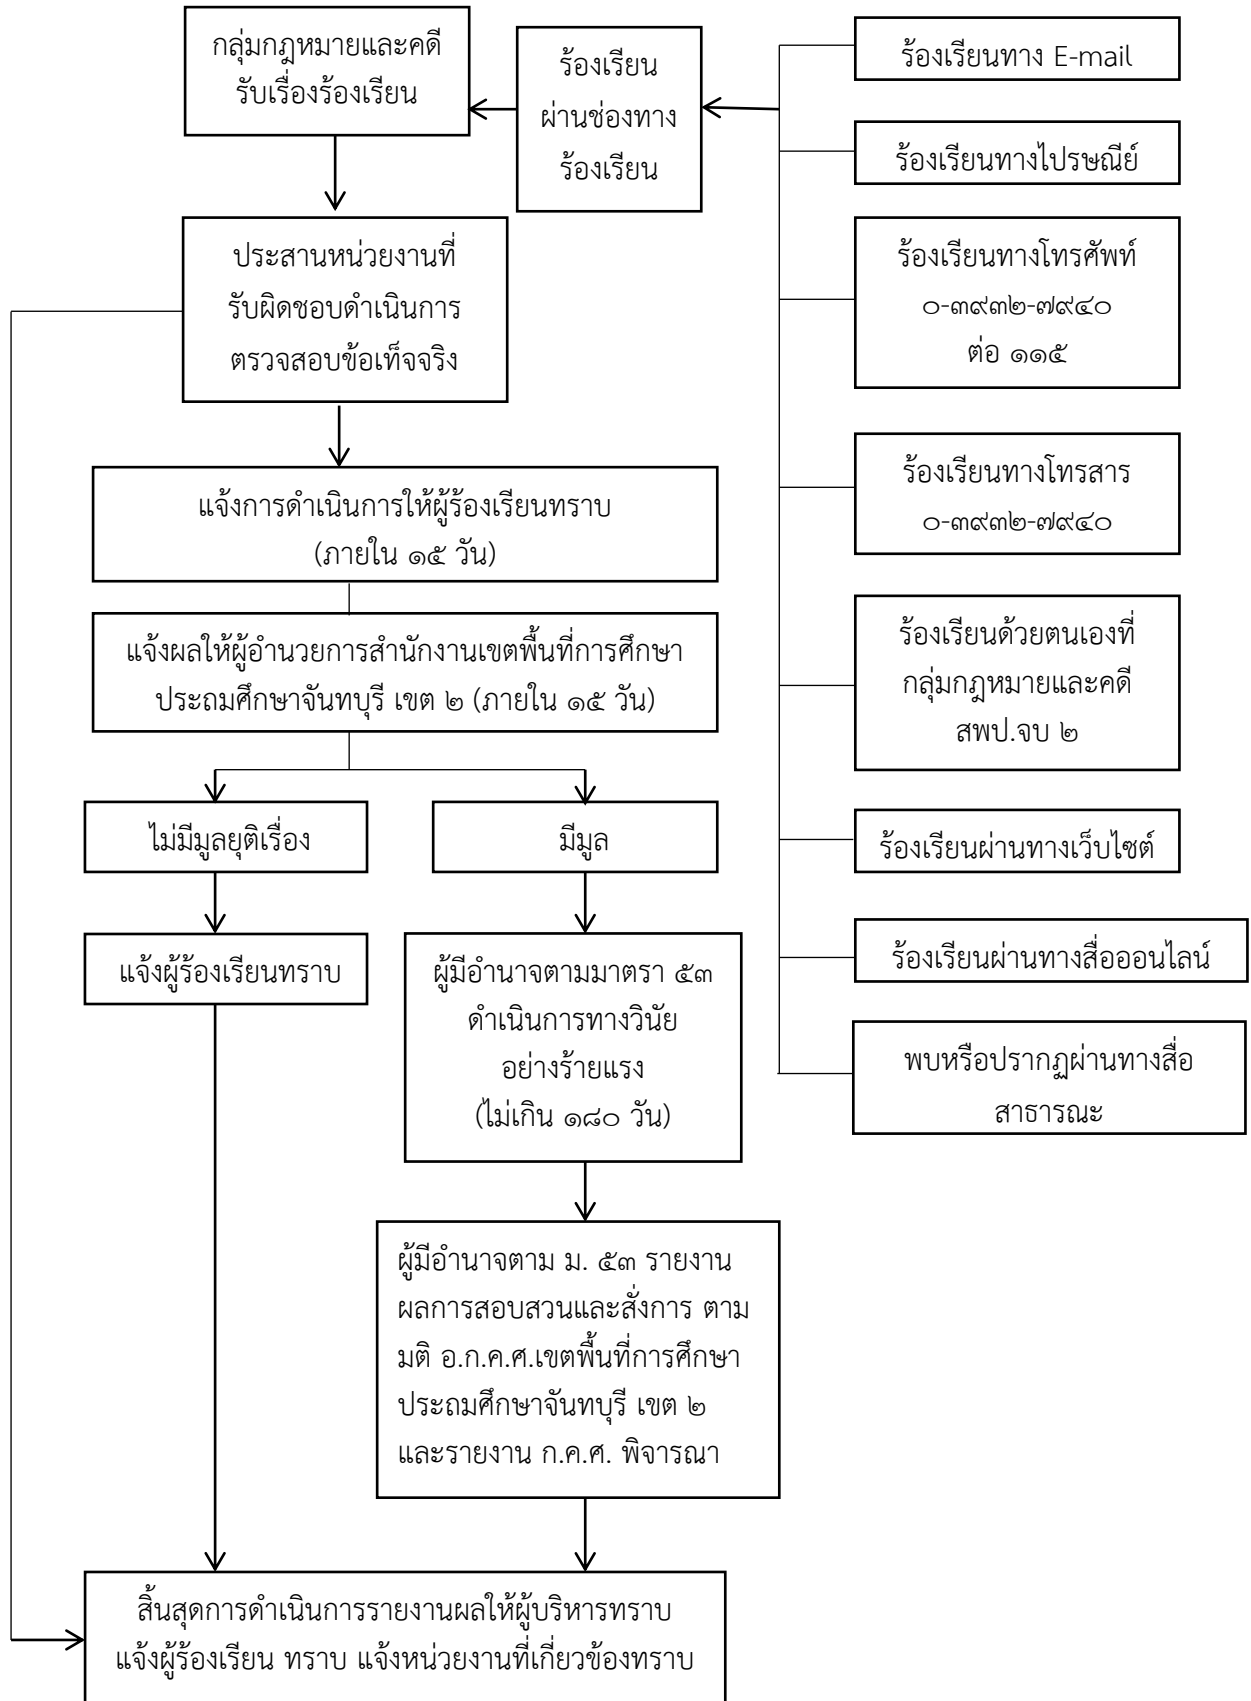 กลุ่มกฎหมายและคดี
รับเรื่องร้องเรียน
ร้องเรียน
ผ่านช่องทาง
ร้องเรียน
ร้องเรียนทาง E-mail
ร้องเรียนทางไปรษณีย์
ร้องเรียนทางโทรศัพท์
๐-๓๙๓๒-๗๙๔๐
ต่อ ๑๑๕
ร้องเรียนทางโทรสาร
๐-๓๙๓๒-๗๙๔๐
ร้องเรียนด้วยตนเองที่
กลุ่มกฎหมายและคดี
สพป.จบ ๒
ร้องเรียนผ่านทางเว็บไซต์
ร้องเรียนผ่านทางสื่อออนไลน์
พบหรือปรากฏผ่านทางสื่อ
สาธารณะ
ประสานหน่วยงานที่
รับผิดชอบดำเนินการ
ตรวจสอบข้อเท็จจริง
แจ้งการดำเนินการให้ผู้ร้องเรียนทราบ
(ภายใน ๑๕ วัน)
แจ้งผลให้ผู้อำนวยการสำนักงานเขตพื้นที่การศึกษา
ประถมศึกษาจันทบุรี เขต ๒ (ภายใน ๑๕ วัน)
ไม่มีมูลยุติเรื่อง
มีมูล
แจ้งผู้ร้องเรียนทราบ
ผู้มีอำนาจตามมาตรา ๕๓
ดำเนินการทางวินัย
อย่างร้ายแรง
(ไม่เกิน ๑๘๐ วัน)
ผู้มีอำนาจตาม ม. ๕๓ รายงาน
ผลการสอบสวนและสั่งการ ตาม
มติ อ.ก.ค.ศ.เขตพื้นที่การศึกษา
ประถมศึกษาจันทบุรี เขต ๒
และรายงาน ก.ค.ศ. พิจารณา
สิ้นสุดการดำเนินการรายงานผลให้ผู้บริหารทราบ
แจ้งผู้ร้องเรียน ทราบ แจ้งหน่วยงานที่เกี่ยวข้องทราบ